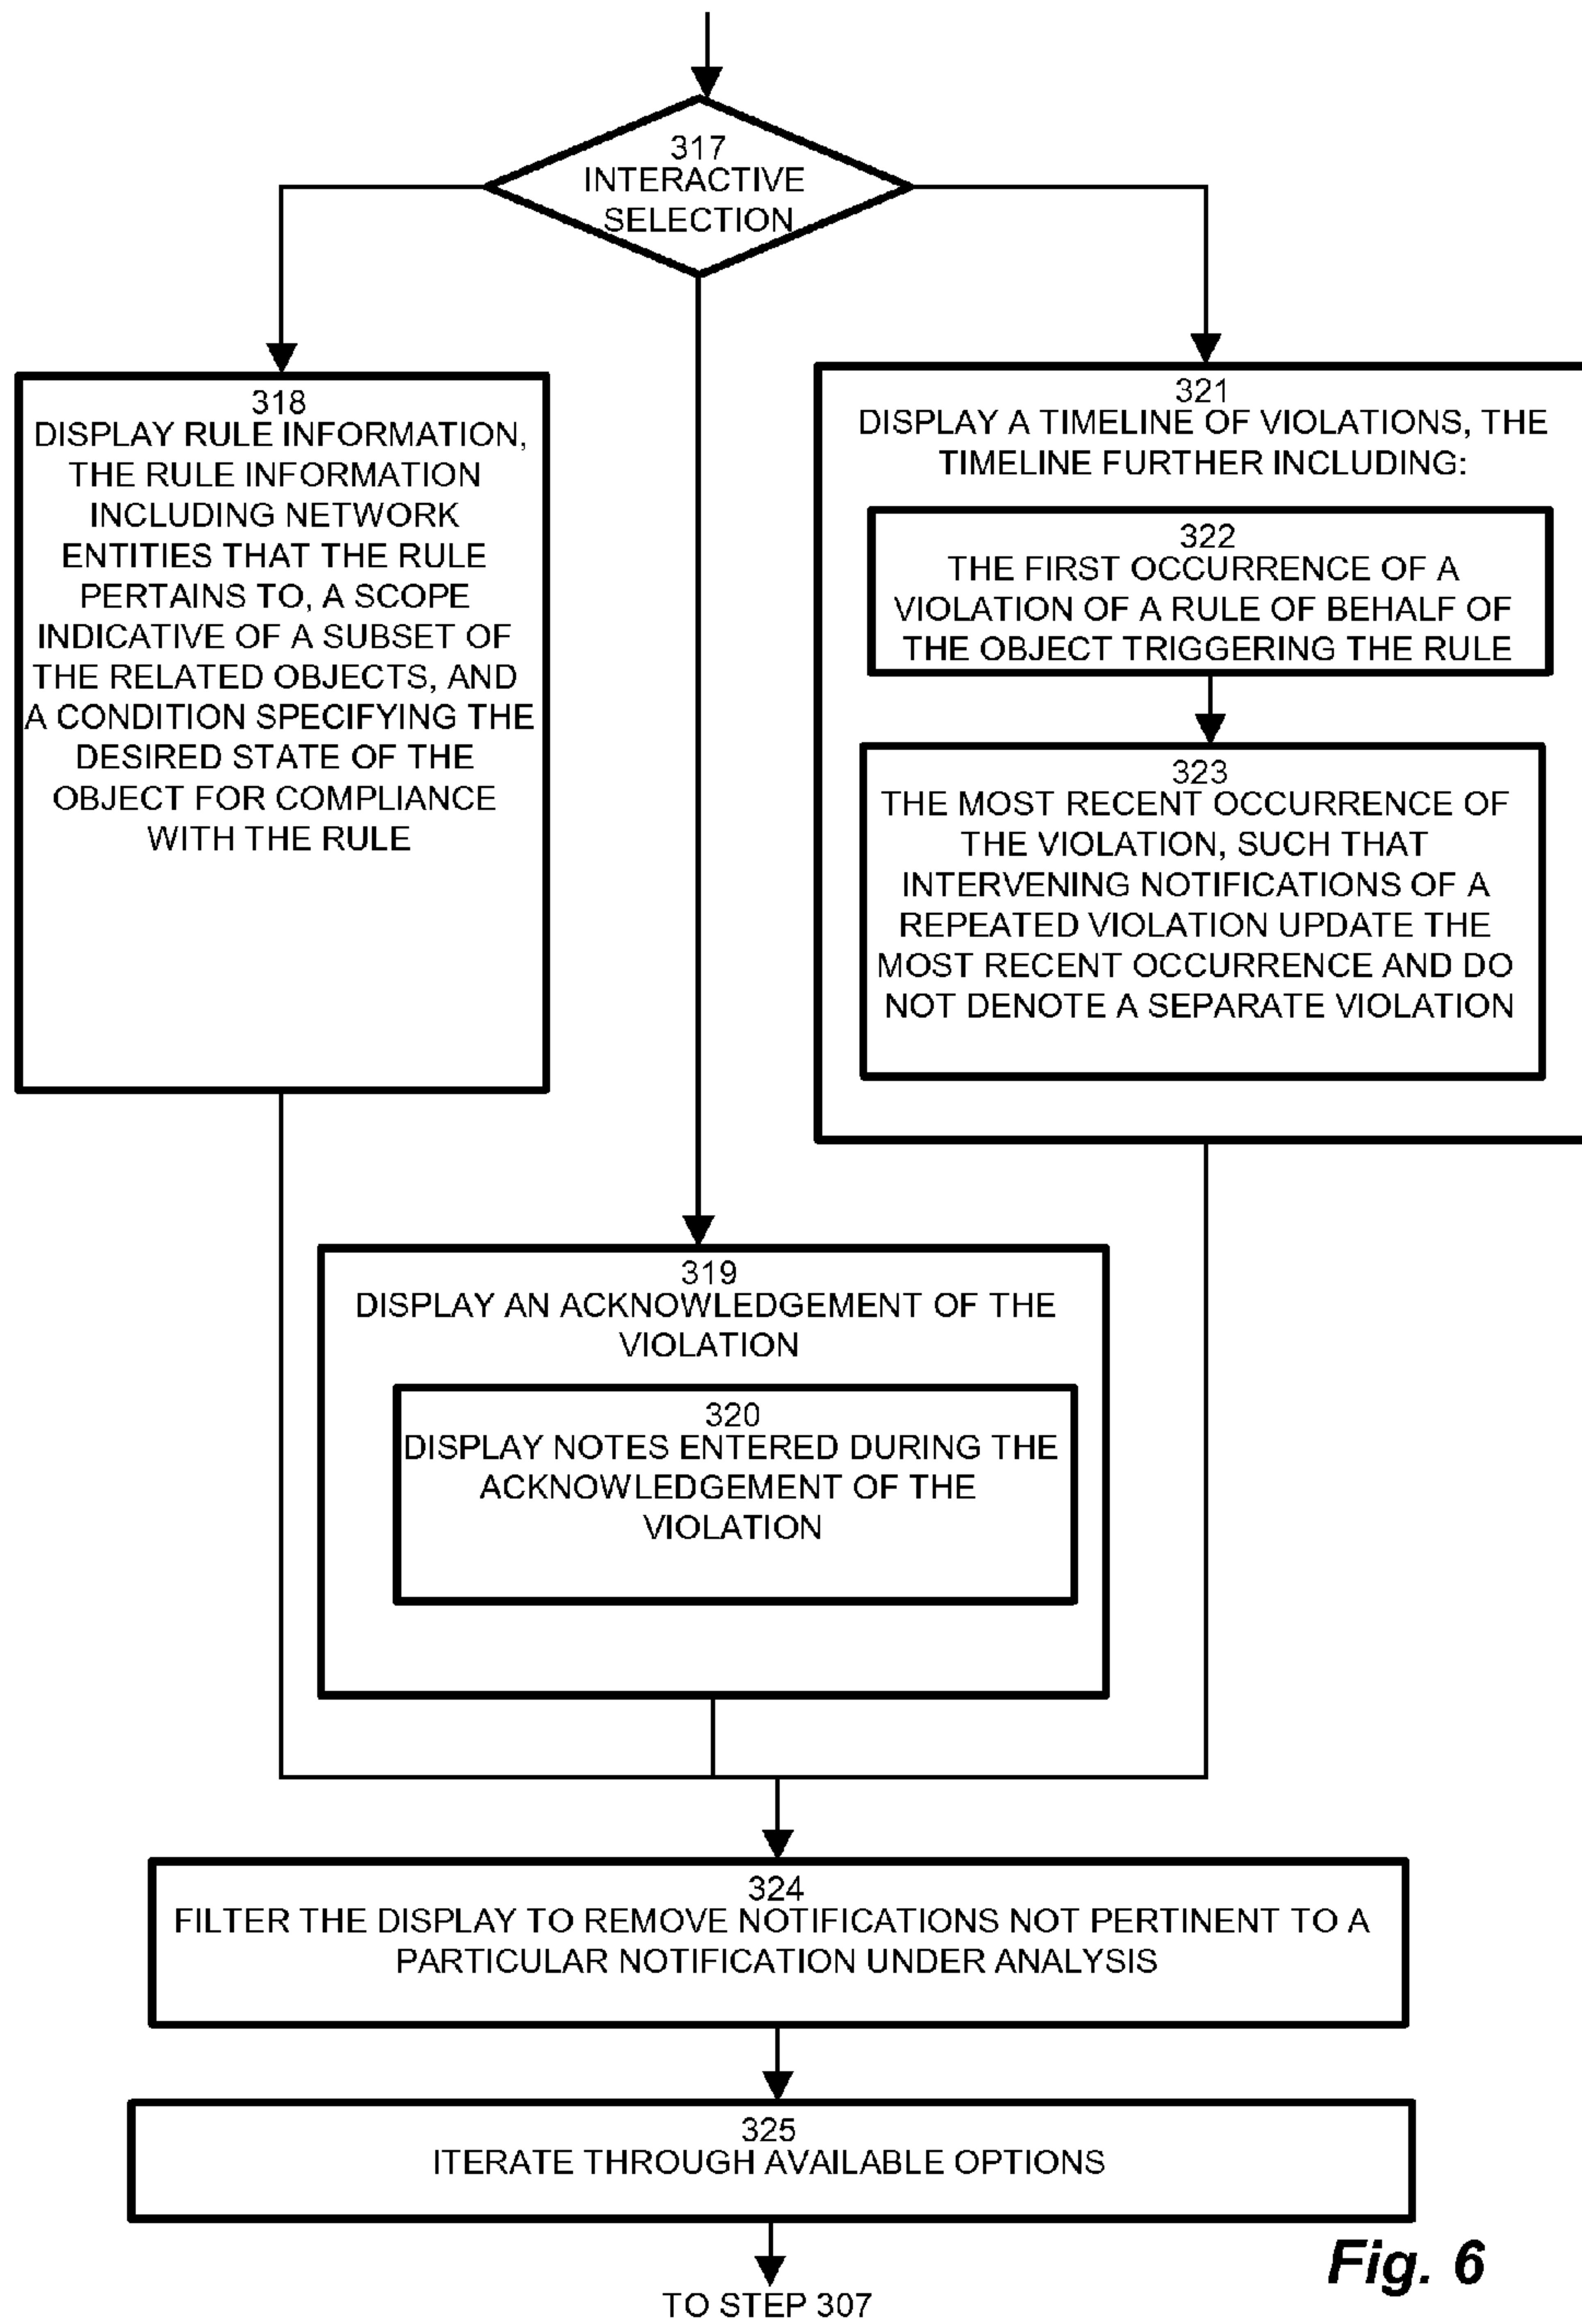 317
INTERACTIVE
SELECTION
318
DISPLAY RULE INFORMATION,
THE RULE INFORMATION
INCLUDING NETWORK
ENTITIES THAT THE RULE
PERTAINS TO, A SCOPE
INDICATIVE OF A SUBSET OF
THE RELATED OBJECTS, AND
A CONDITION SPECIFYING THE
DESIRED STATE OF THE
OBJECT FOR COMPLIANCE
WITH THE RULE
321
DISPLAY A TIMELINE OF VIOLATIONS, THE
TIMELINE FURTHER INCLUDING:
322
THE FIRST OCCURRENCE OF A
VIOLATION OF A RULE OF BEHALF OF
THE OBJECT TRIGGERING THE RULE
323
THE MOST RECENT OCCURRENCE OF
THE VIOLATION, SUCH THAT
INTERVENING NOTIFICATIONS OF A
REPEATED VIOLATION UPDATE THE
MOST RECENT OCCURRENCE AND DO
NOT DENOTE A SEPARATE VIOLATION
319
DISPLAY AN ACKNOWLEDGEMENT OF THE
VIOLATION
320
DISPLAY NOTES ENTERED DURING THE
ACKNOWLEDGEMENT OF THE
VIOLATION
324
FILTER THE DISPLAY TO REMOVE NOTIFICATIONS NOT PERTINENT TO A
PARTICULAR NOTIFICATION UNDER ANALYSIS
325
ITERATE THROUGH AVAILABLE OPTIONS
TO STEP 307
Fig. 6